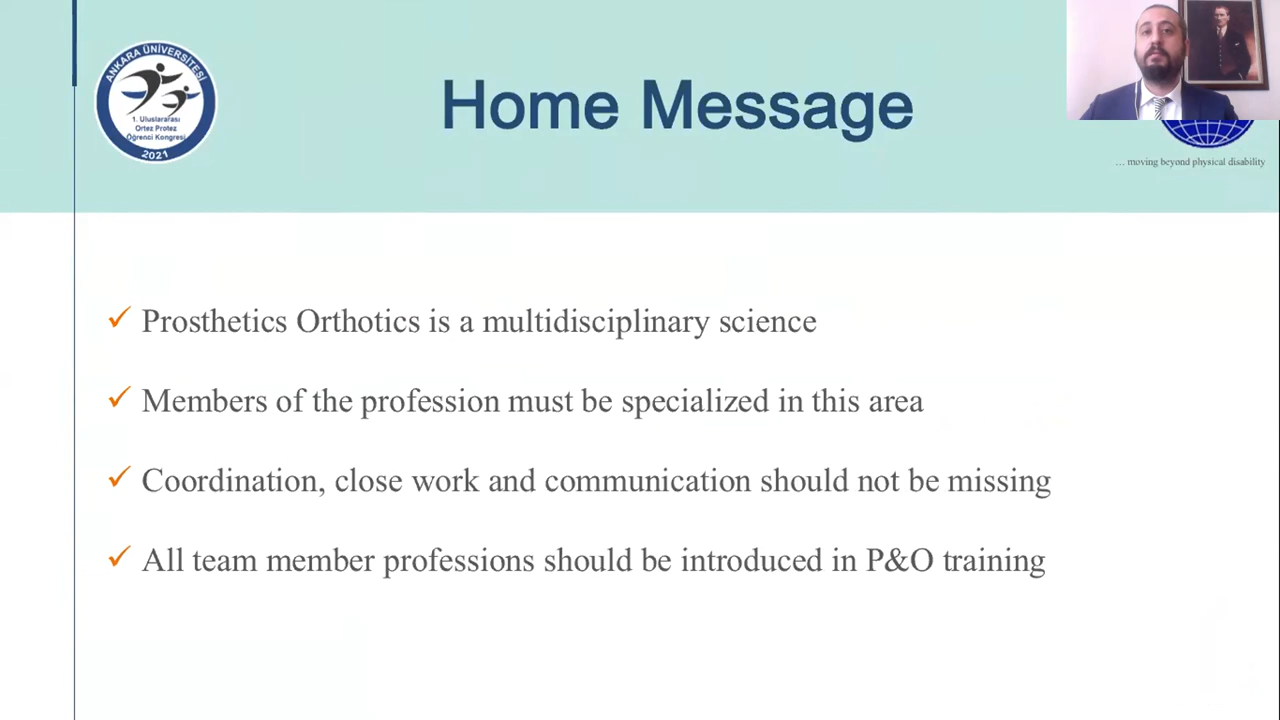 ANKARA ÜNİVERSİTESİ
1. Uluslararası
Ortez Protez
Öğrenci Kongresi
2021
Home Message
... moving beyond physical disability
✓ Prosthetics Orthotics is a multidisciplinary science
✓ Members of the profession must be specialized in this area
✓ Coordination, close work and communication should not be missing
✓ All team member professions should be introduced in P&O training